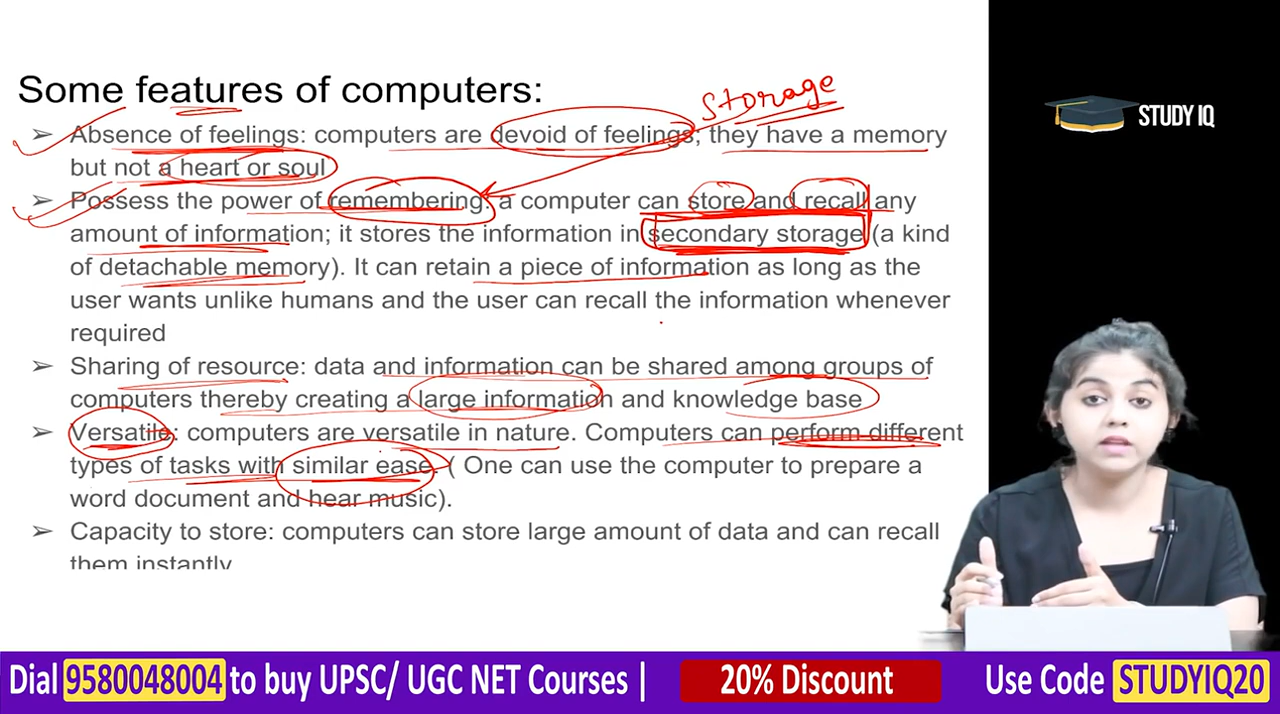 Some features of computers:
storage
➢ Absence of feelings: computers are devoid of feelings, they have a memory
but not a heart or soul
➢ Possess the power of remembering: a computer can store and recall any
amount of information; it stores the information in secondary storage (a kind
of detachable memory). It can retain a piece of information as long as the
user wants unlike humans and the user can recall the information whenever
required
➢ Sharing of resource: data and information can be shared among groups of
computers thereby creating a large information and knowledge base
➢ Versatile: computers are versatile in nature. Computers can perform different
types of tasks with similar ease. ( One can use the computer to prepare a
word document and hear music).
➢ Capacity to store: computers can store large amount of data and can recall
them instantly
STUDY IQ
Dial 9580048004 to buy UPSC/ UGC NET Courses | 20% Discount Use Code STUDYIQ20